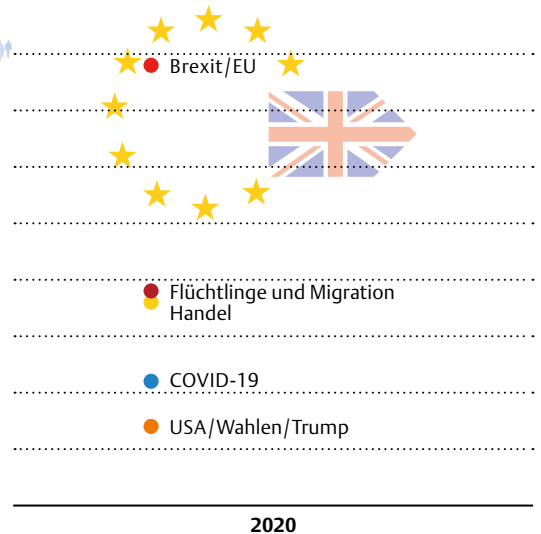 Brexit/EU
Flüchtlinge und Migration
Handel
COVID-19
USA/Wahlen/Trump
2020